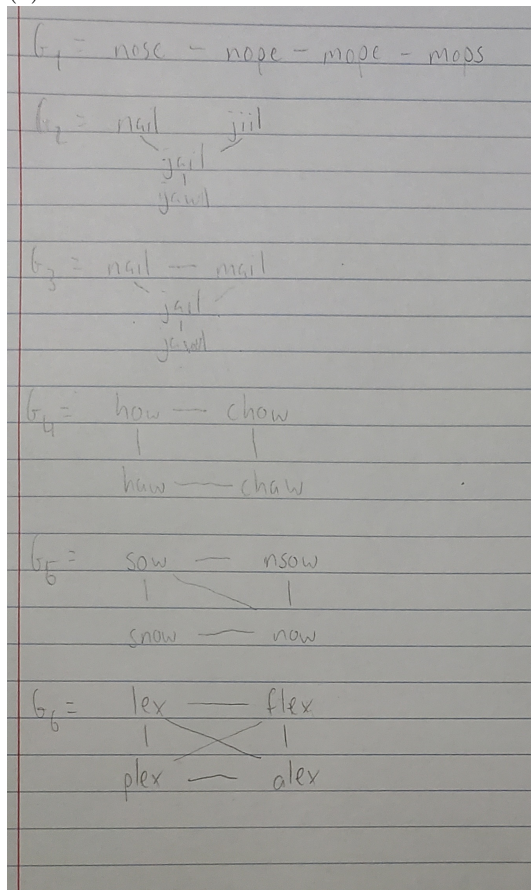 G1 = nose - nope - mope - mops
G2 = nail jiil
jail
jawl
G3 = nail - mail
jail
jawl
G4 = how - chow
haw - chaw
G5 = sow - nsow
snow - now
G6 = lex - flex
plex - alex